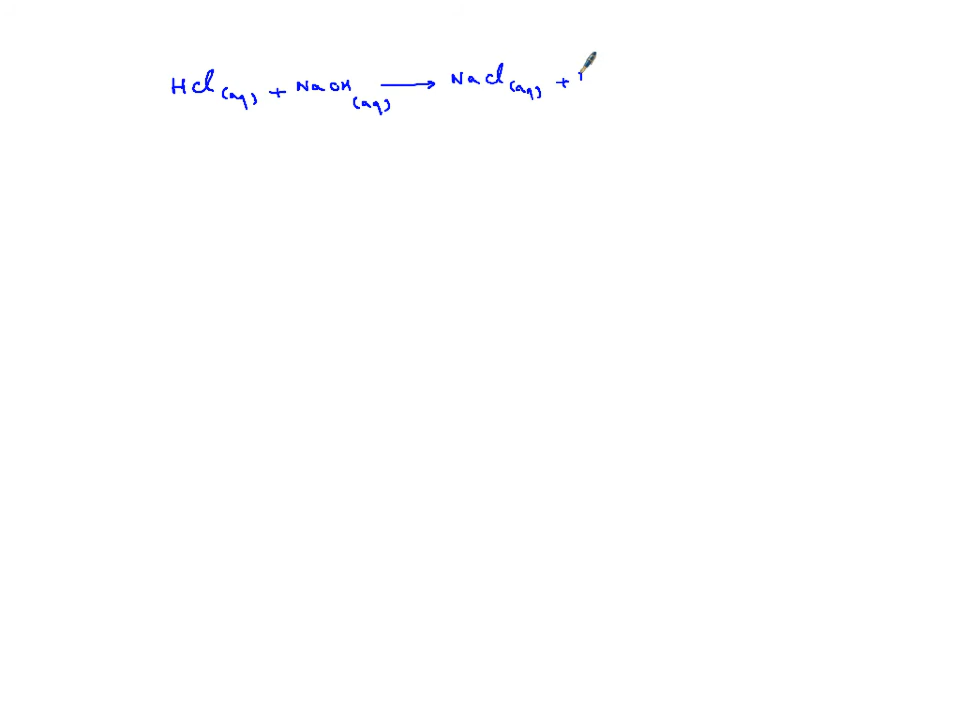 HCl(aq) + NaOH(aq) ⟶ NaCl(aq) +